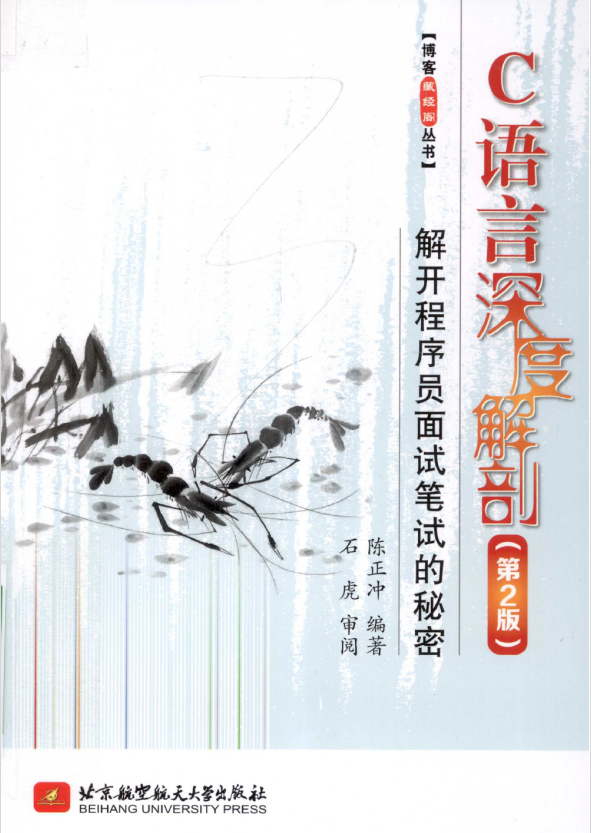 C语言深度解剖
(第2版)
【博客藏经阁丛书】
解开程序员面试笔试的秘密
陈正冲 编著
石虎 审阅
北京航空航天大学出版社
BEIHANG UNIVERSITY PRESS